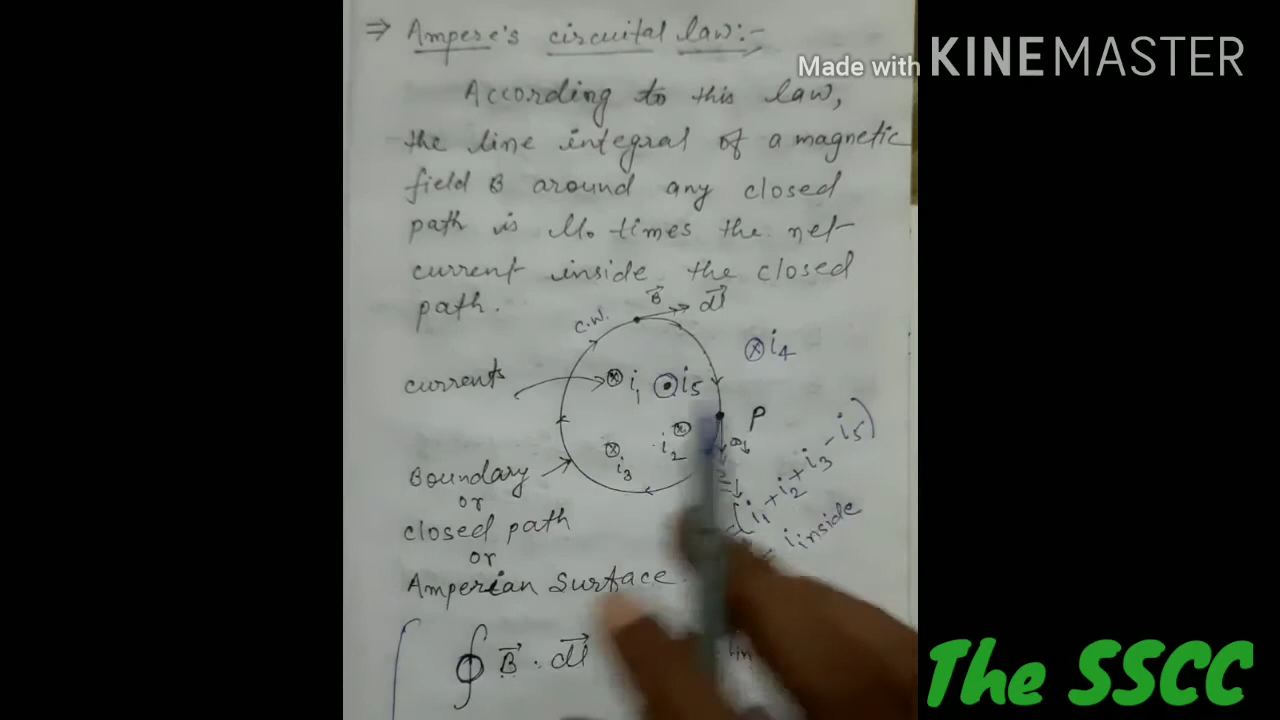 ⇒ Ampere's circuital law:-
Made with KINEMASTER
According to this law,
the line integral of a magnetic
field B around any closed
path is μ₀ times the net
current inside the closed
path.
B⃗ dl⃗
c.w.
⊗ i₄
currents
⊗ i₁ ⊙ i₅
P
⊗ i₂
⊗ i₃
(i₁+i₂+i₃-i₅)
= i inside
Boundary
or
closed path
or
Amperian Surface
∮ B⃗ . dl⃗
The SSCC